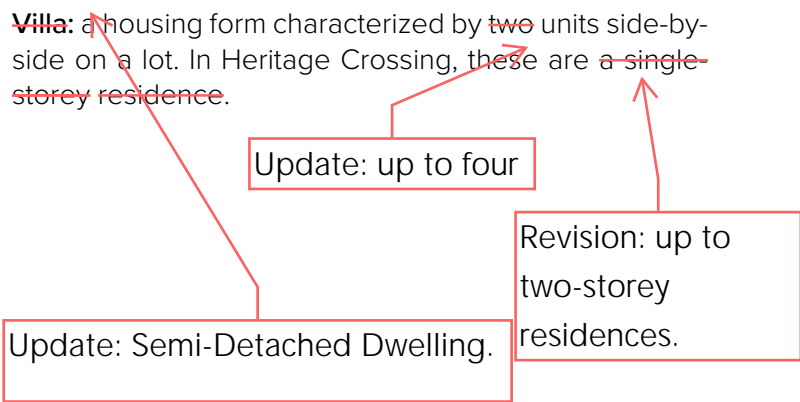 Villa: a housing form characterized by two units side-by-
side on a lot. In Heritage Crossing, these are a single-
storey residence.
Update: up to four
Revision: up to
two-storey
residences.
Update: Semi-Detached Dwelling.